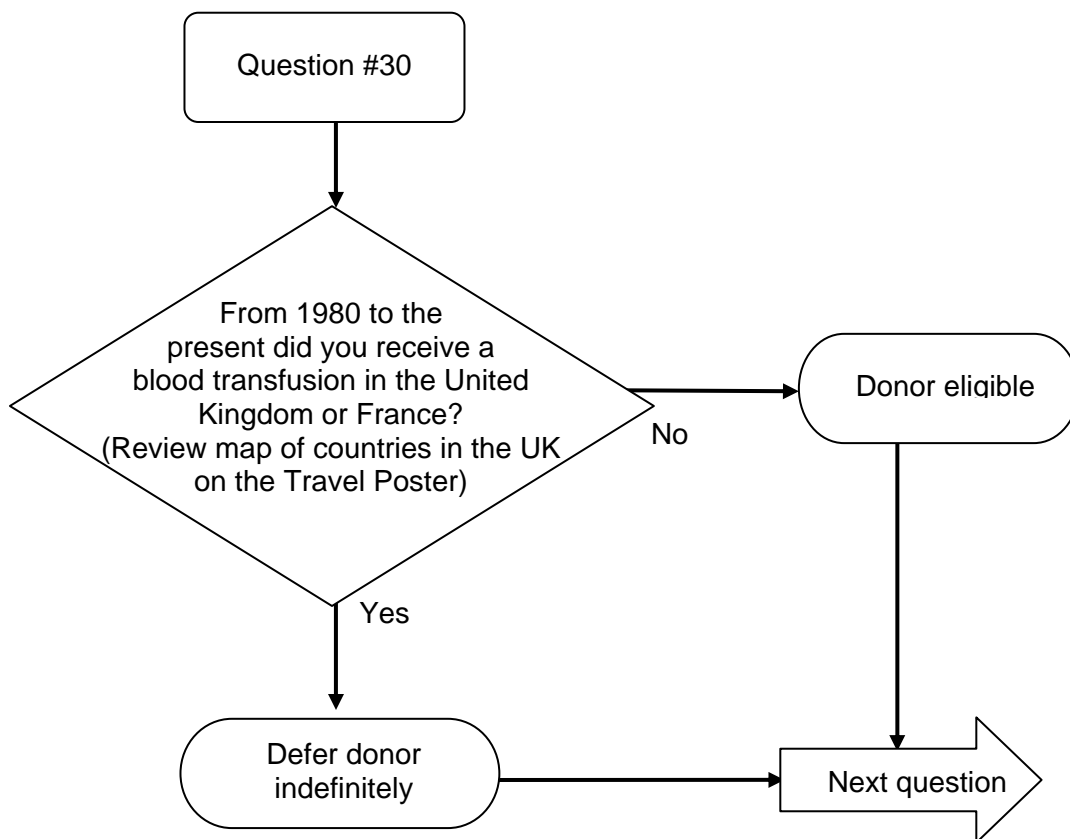 Question #30
From 1980 to the
present did you receive a
blood transfusion in the United
Kingdom or France?
(Review map of countries in the UK
on the Travel Poster)
No
Donor eligible
Yes
Defer donor
indefinitely
Next question